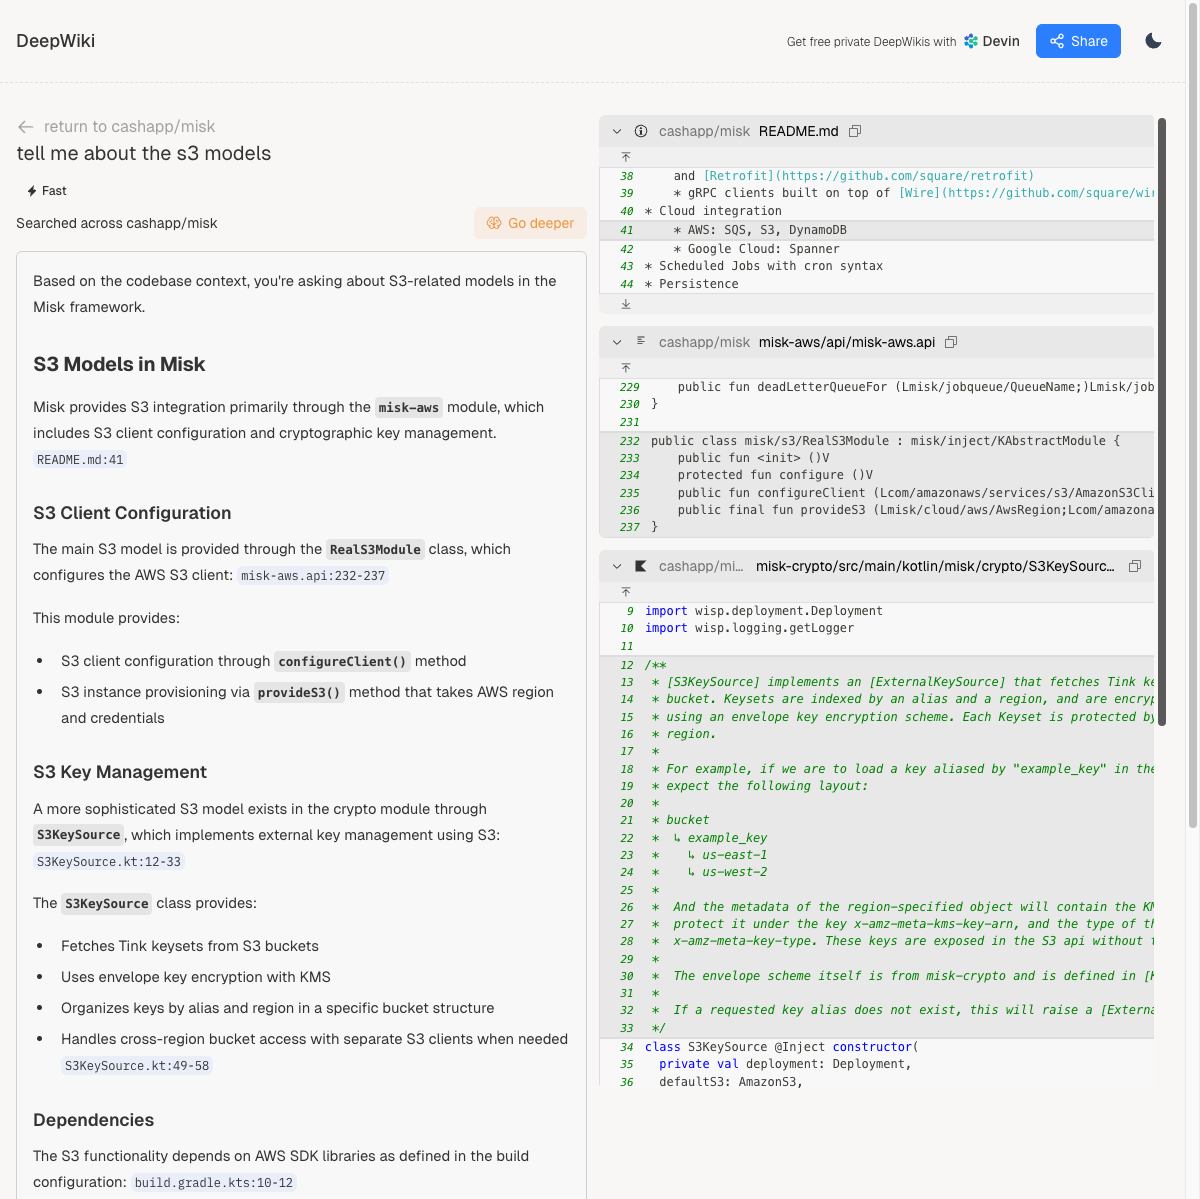 DeepWiki
Get free private DeepWikis with Devin
Share
return to cashapp/misk
tell me about the s3 models
Fast
Searched across cashapp/misk
Go deeper
Based on the codebase context, you're asking about S3-related models in the
Misk framework.
S3 Models in Misk
Misk provides S3 integration primarily through the misk-aws module, which
includes S3 client configuration and cryptographic key management.
README.md:41
S3 Client Configuration
The main S3 model is provided through the RealS3Module class, which
configures the AWS S3 client: misk-aws.api:232-237
This module provides:
• S3 client configuration through configureClient() method
• S3 instance provisioning via provideS3() method that takes AWS region
and credentials
S3 Key Management
A more sophisticated S3 model exists in the crypto module through
S3KeySource, which implements external key management using S3:
S3KeySource.kt:12-33
The S3KeySource class provides:
• Fetches Tink keysets from S3 buckets
• Uses envelope key encryption with KMS
• Organizes keys by alias and region in a specific bucket structure
• Handles cross-region bucket access with separate S3 clients when needed
S3KeySource.kt:49-58
Dependencies
The S3 functionality depends on AWS SDK libraries as defined in the build
configuration: build.gradle.kts:10-12
cashapp/misk README.md
38 and [Retrofit](https://github.com/square/retrofit)
39 * gRPC clients built on top of [Wire](https://github.com/square/wir
40 * Cloud integration
41 * AWS: SQS, S3, DynamoDB
42 * Google Cloud: Spanner
43 * Scheduled Jobs with cron syntax
44 * Persistence
cashapp/misk misk-aws/api/misk-aws.api
229 public fun deadLetterQueueFor (Lmisk/jobqueue/QueueName;)Lmisk/job
230 }
231
232 public class misk/s3/RealS3Module : misk/inject/KAbstractModule {
233 public fun <init> ()V
234 protected fun configure ()V
235 public fun configureClient (Lcom/amazonaws/services/s3/AmazonS3Cli
236 public final fun provideS3 (Lmisk/cloud/aws/AwsRegion;Lcom/amazona
237 }
cashapp/mi... misk-crypto/src/main/kotlin/misk/crypto/S3KeySourc...
9 import wisp.deployment.Deployment
10 import wisp.logging.getLogger
11
12 /**
13 * [S3KeySource] implements an [ExternalKeySource] that fetches Tink ke
14 * bucket. Keysets are indexed by an alias and a region, and are encryp
15 * using an envelope key encryption scheme. Each Keyset is protected by
16 * region.
17 *
18 * For example, if we are to load a key aliased by "example_key" in the
19 * expect the following layout:
20 *
21 * bucket
22 * ↳ example_key
23 * ↳ us-east-1
24 * ↳ us-west-2
25 *
26 * And the metadata of the region-specified object will contain the KM
27 * protect it under the key x-amz-meta-kms-key-arn, and the type of th
28 * x-amz-meta-key-type. These keys are exposed in the S3 api without t
29 *
30 * The envelope scheme itself is from misk-crypto and is defined in [K
31 *
32 * If a requested key alias does not exist, this will raise a [Externa
33 */
34 class S3KeySource @Inject constructor(
35 private val deployment: Deployment,
36 defaultS3: AmazonS3,